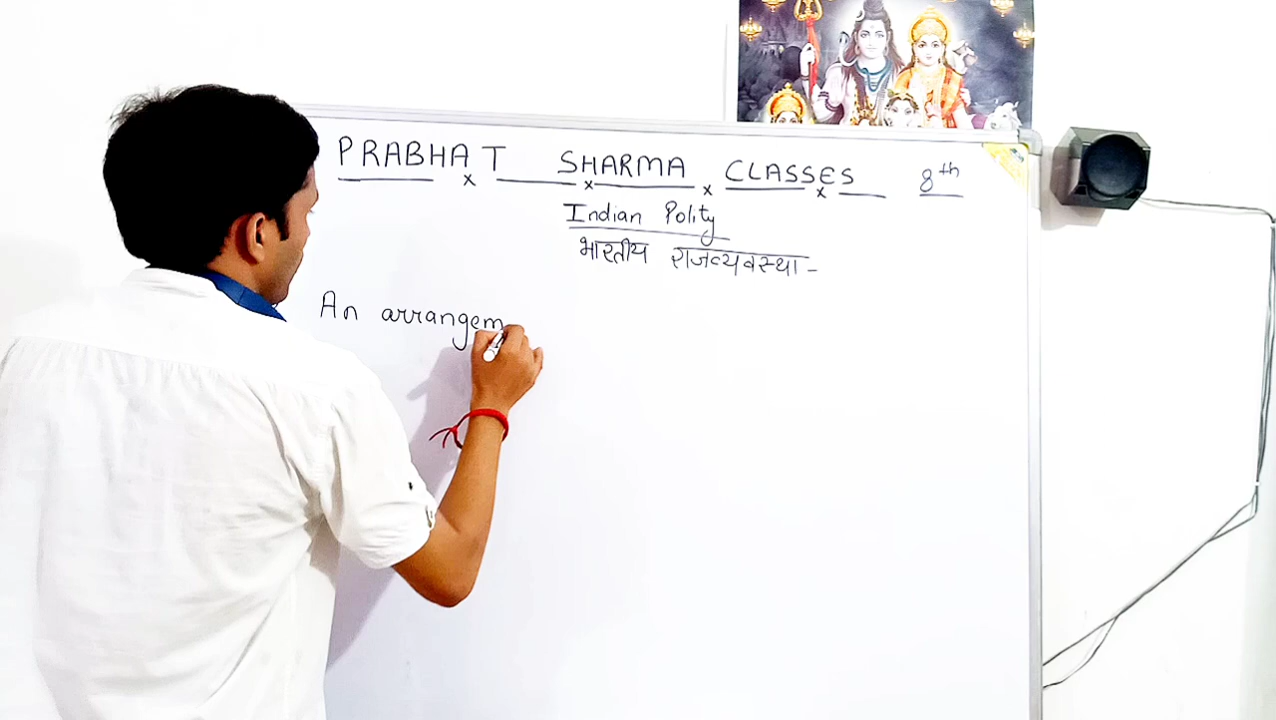 PRABHAT SHARMA CLASSES 8th
Indian Polity
भारतीय राजव्यवस्था -
An arrangem